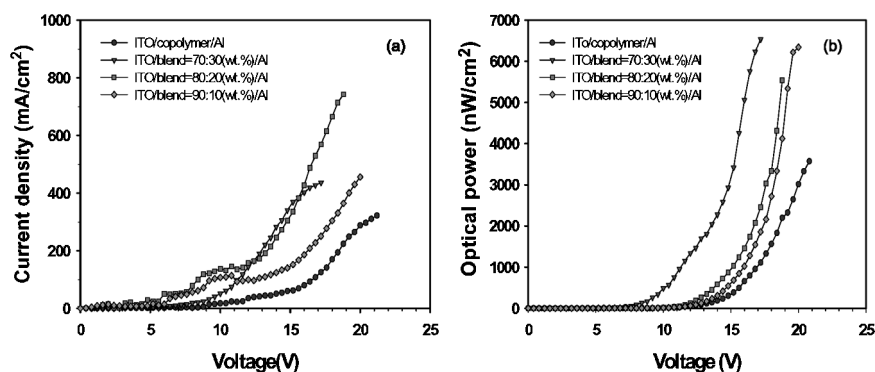 (a)
ITO/copolymer/Al
ITO/blend=70:30(wt.%)/Al
ITO/blend=80:20(wt.%)/Al
ITO/blend=90:10(wt.%)/Al
Current density (mA/cm2)
1000
800
600
400
200
0
0 5 10 15 20 25
Voltage(V)
(b)
ITo/copolymer/Al
ITO/blend=70:30(wt.%)/Al
ITO/blend=80:20(wt.%)/Al
ITO/blend=90:10(wt.%)/Al
Optical power (nW/cm2)
7000
6000
5000
4000
3000
2000
1000
0
0 5 10 15 20 25
Voltage (V)